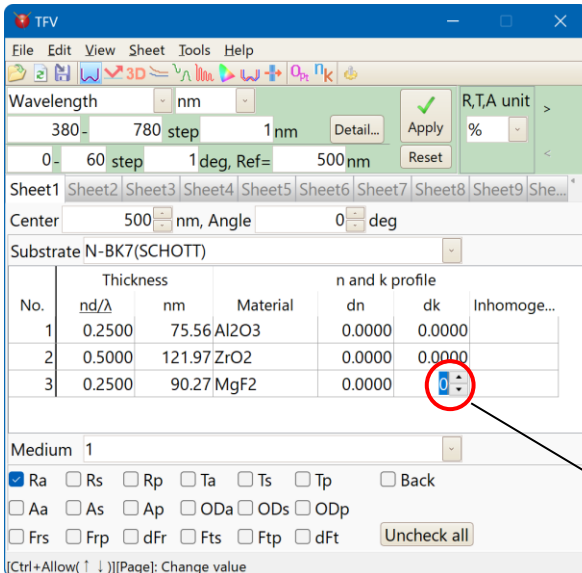 TFV
File Edit View Sheet Tools Help
3D OPt nk
Wavelength nm R,T,A unit >
380- 780 step 1 nm Detail... Apply % 
0- 60 step 1 deg, Ref= 500 nm Reset <
Sheet1 Sheet2 Sheet3 Sheet4 Sheet5 Sheet6 Sheet7 Sheet8 Sheet9 She...
Center 500 nm, Angle 0 deg
Substrate N-BK7(SCHOTT)
Thickness n and k profile
No. nd/λ nm Material dn dk Inhomoge...
1 0.2500 75.56 Al2O3 0.0000 0.0000
2 0.5000 121.97 ZrO2 0.0000 0.0000
3 0.2500 90.27 MgF2 0.0000 0
Medium 1
Ra Rs Rp Ta Ts Tp Back
Aa As Ap ODa ODs ODp
Frs Frp dFr Fts Ftp dFt Uncheck all
[Ctrl+Allow(↑ ↓)][Page]: Change value